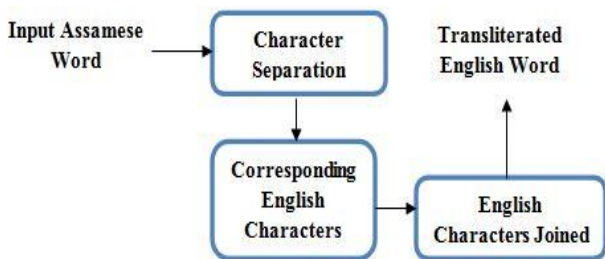 Input Assamese
Word
Character
Separation
Transliterated
English Word
Corresponding
English
Characters
English
Characters Joined